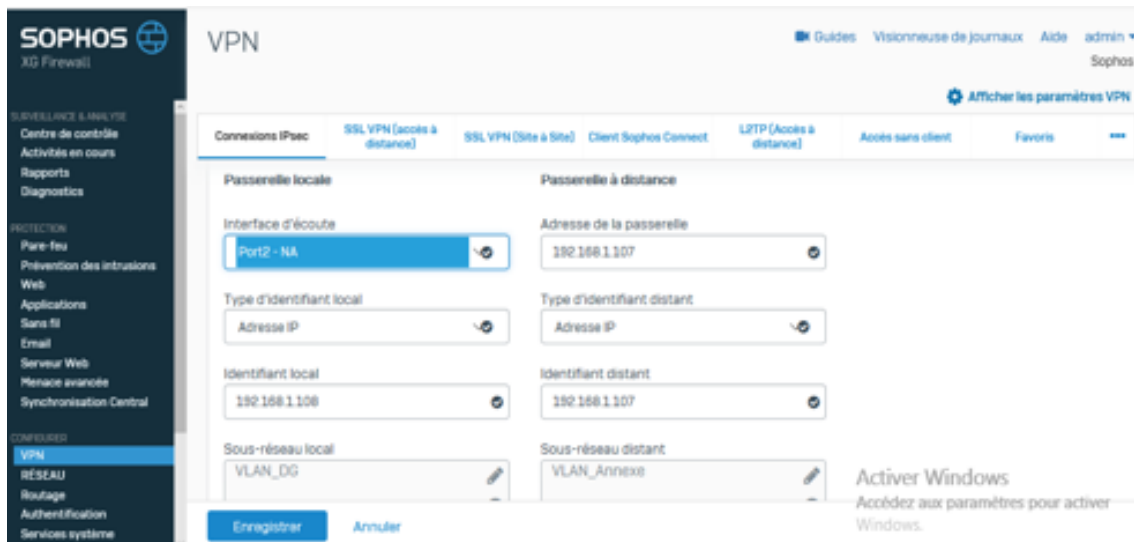 SOPHOS
XG Firewall
VPN
Guides Visionneuse de journaux Aide admin
Sophos
Afficher les paramètres VPN
SURVEILLANCE & ANALYSE
Centre de contrôle
Activités en cours
Rapports
Diagnostics
PROTECTION
Pare-feu
Prévention des intrusions
Web
Applications
Sans fil
Email
Serveur Web
Menace avancée
Synchronisation Central
CONFIGURER
VPN
RÉSEAU
Routage
Authentification
Services système
Connexions IPsec
SSL VPN (accès à distance)
SSL VPN (Site à Site)
Client Sophos Connect
L2TP (Accès à distance)
Accès sans client
Favoris
Passerelle locale
Interface d'écoute
Port2 - NA
Type d'identifiant local
Adresse IP
Identifiant local
192.168.1.108
Sous-réseau local
VLAN_DG
Passerelle à distance
Adresse de la passerelle
192.168.1.107
Type d'identifiant distant
Adresse IP
Identifiant distant
192.168.1.107
Sous-réseau distant
VLAN_Annexe
Enregistrer Annuler
Activer Windows
Accédez aux paramètres pour activer
Windows.